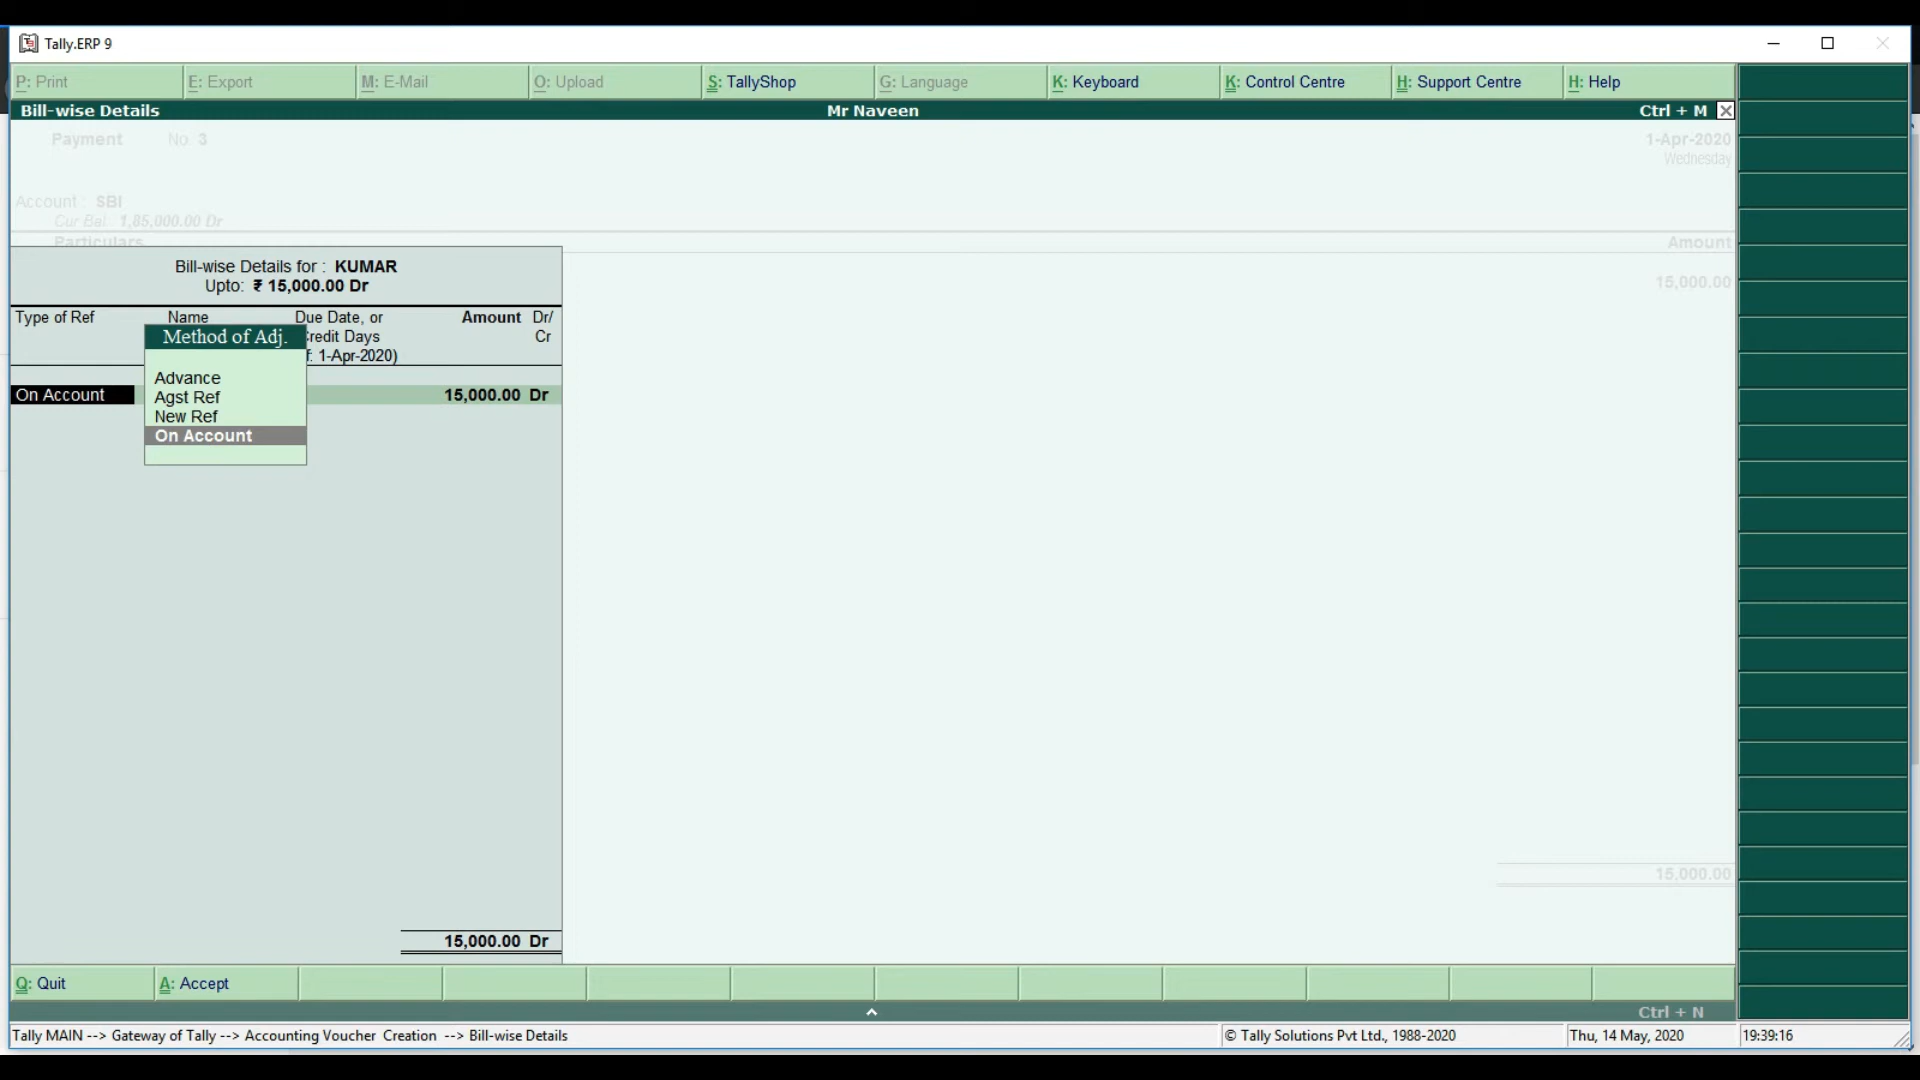 Tally.ERP 9
P: Print E: Export M: E-Mail O: Upload S: TallyShop G: Language K: Keyboard K: Control Centre H: Support Centre H: Help
Bill-wise Details Mr Naveen Ctrl + M
Payment No. 3 1-Apr-2020
Wednesday
Account : SBI
Cur Bal: 1,85,000.00 Dr
Particulars Amount
Bill-wise Details for : KUMAR
Upto: ₹ 15,000.00 Dr
15,000.00
Type of Ref Name Due Date, or Amount Dr/
Method of Adj. Credit Days Cr
f: 1-Apr-2020)
Advance
On Account 15,000.00 Dr
Agst Ref
New Ref
On Account
15,000.00
15,000.00 Dr
Q: Quit A: Accept
Ctrl + N
Tally MAIN --> Gateway of Tally --> Accounting Voucher Creation --> Bill-wise Details © Tally Solutions Pvt Ltd., 1988-2020 Thu, 14 May, 2020 19:39:16